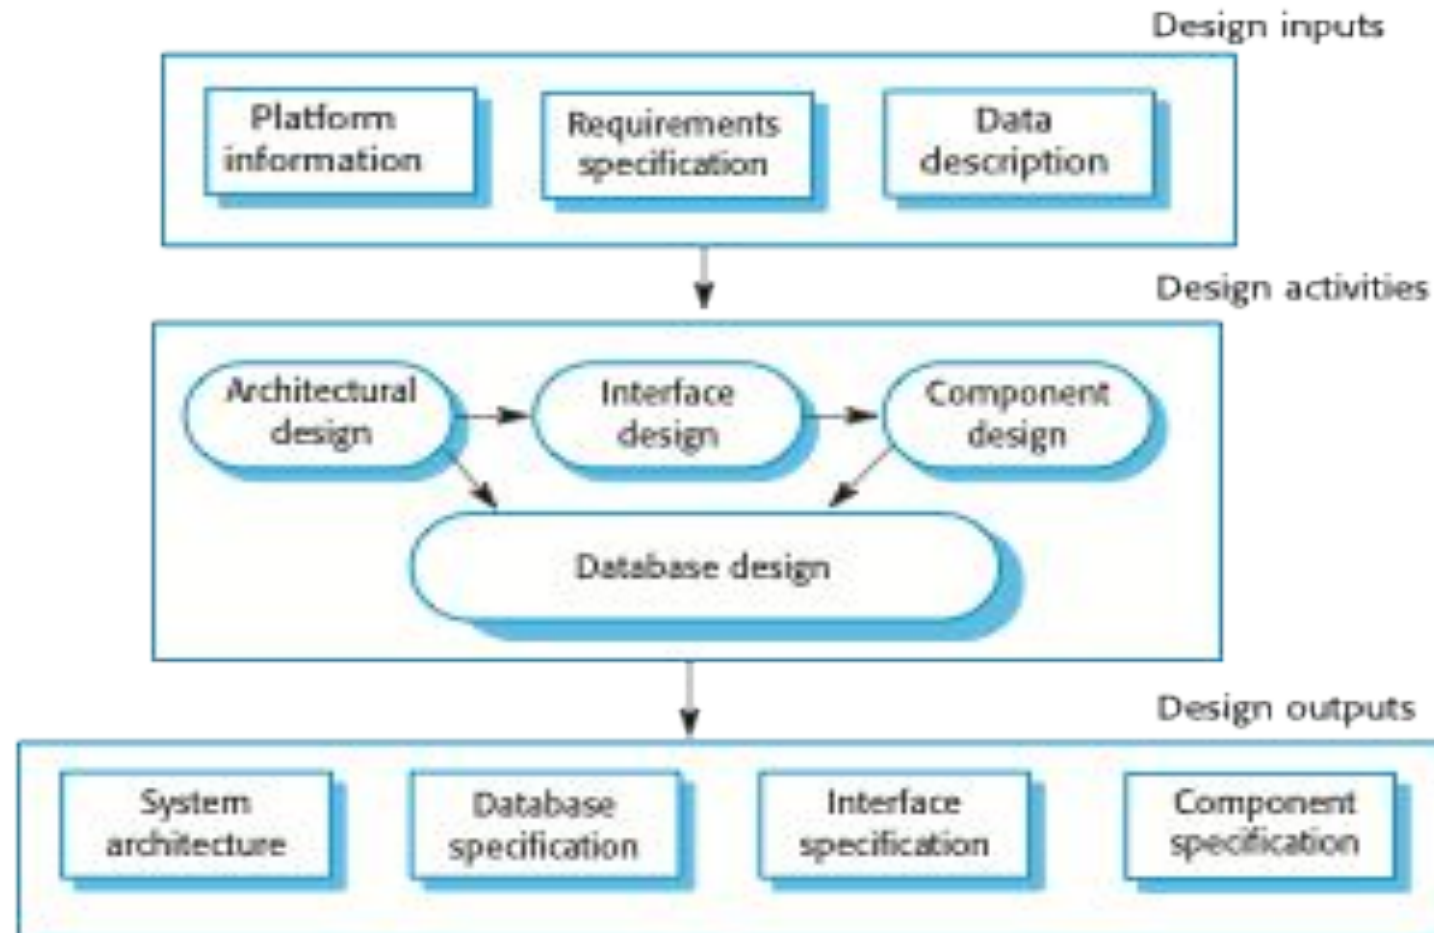 Design inputs
Platform
information
Requirements
specification
Data
description
Design activities
Architectural
design
Interface
design
Component
design
Database design
Design outputs
System
architecture
Database
specification
Interface
specification
Component
specification